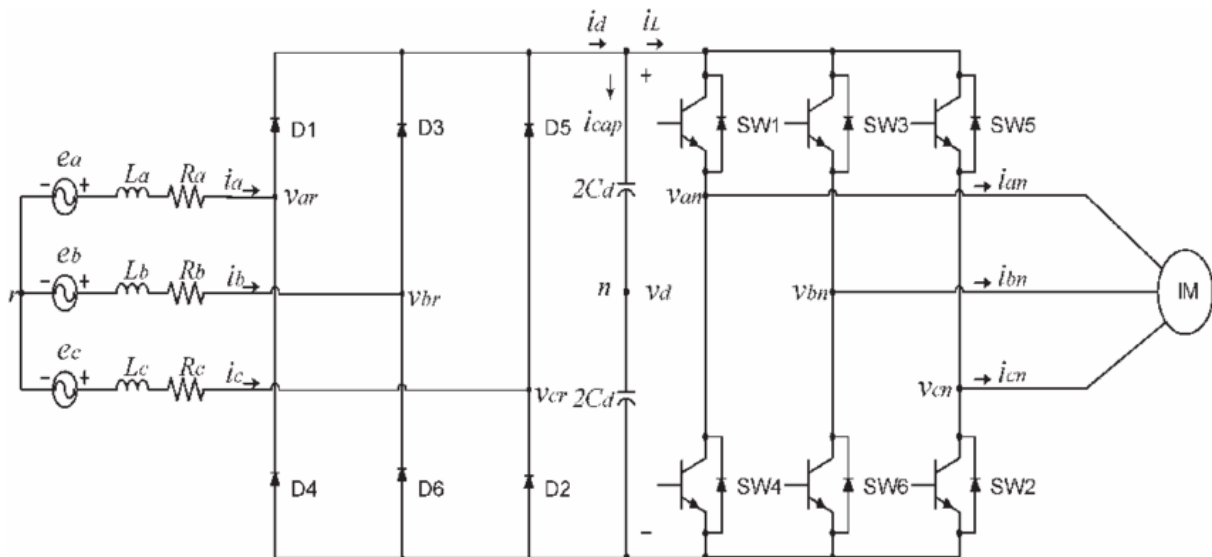 id iL
+
icap
D1 D3 D5 SW1 SW3 SW5
ea
- + La Ra ia
var
2Cd
van
ian
eb
- + Lb Rb ib
r
vbr
n vd
vbn
ibn
IM
ec
- + Lc Rc ic
vcr
2Cd
vcn
icn
D4 D6 D2 SW4 SW6 SW2
-